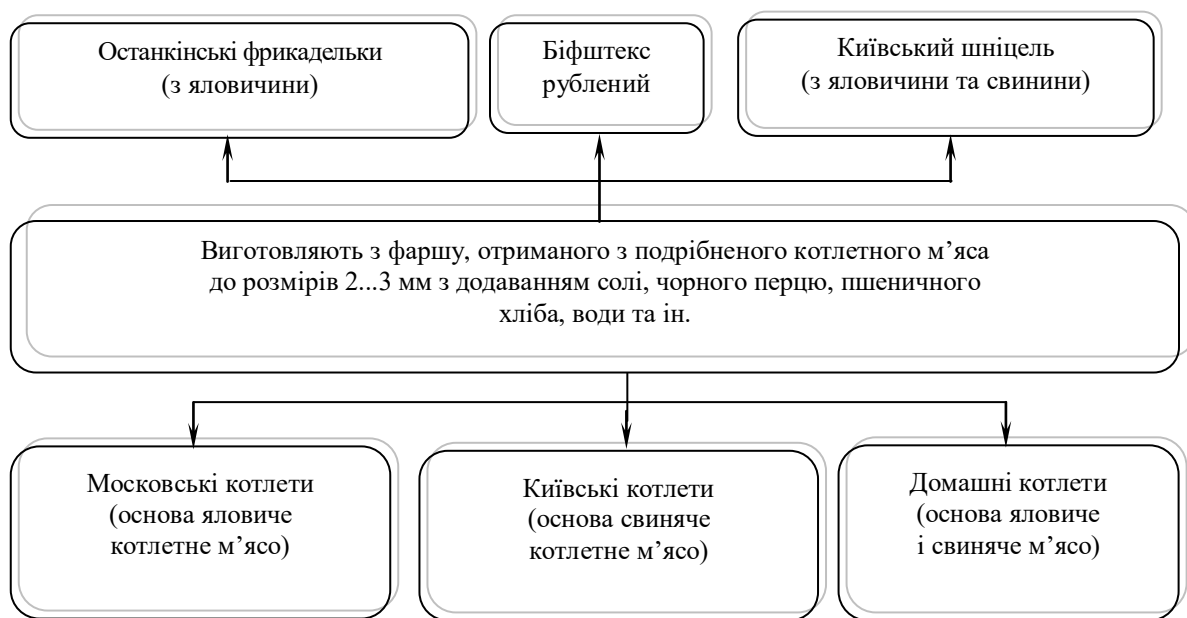 Останкінські фрикадельки
(з яловичини)
Біфштекс
рублений
Київський шніцель
(з яловичини та свинини)
Виготовляють з фаршу, отриманого з подрібненого котлетного м’яса
до розмірів 2...3 мм з додаванням солі, чорного перцю, пшеничного
хліба, води та ін.
Московські котлети
(основа яловиче
котлетне м’ясо)
Київські котлети
(основа свиняче
котлетне м’ясо)
Домашні котлети
(основа яловиче
і свиняче м’ясо)